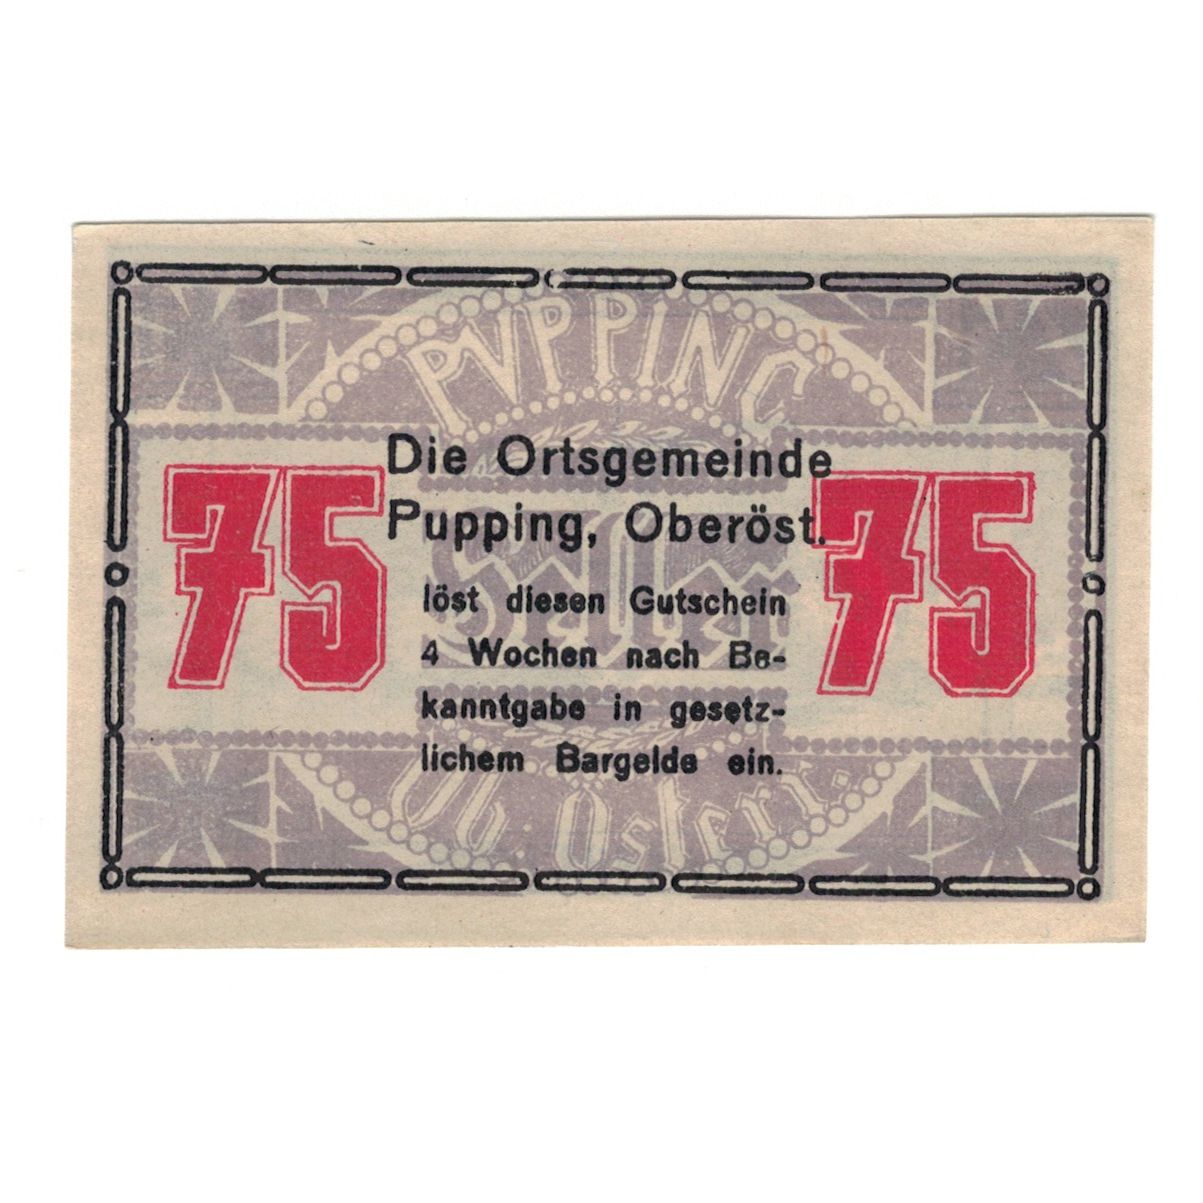 PUPPING
Die Ortsgemeinde
Pupping, Oberöst.
75
75
Heller
löst diesen Gutschein
4 Wochen nach Be-
kanntgabe in gesetz-
lichem Bargelde ein.
Ob. Österr: